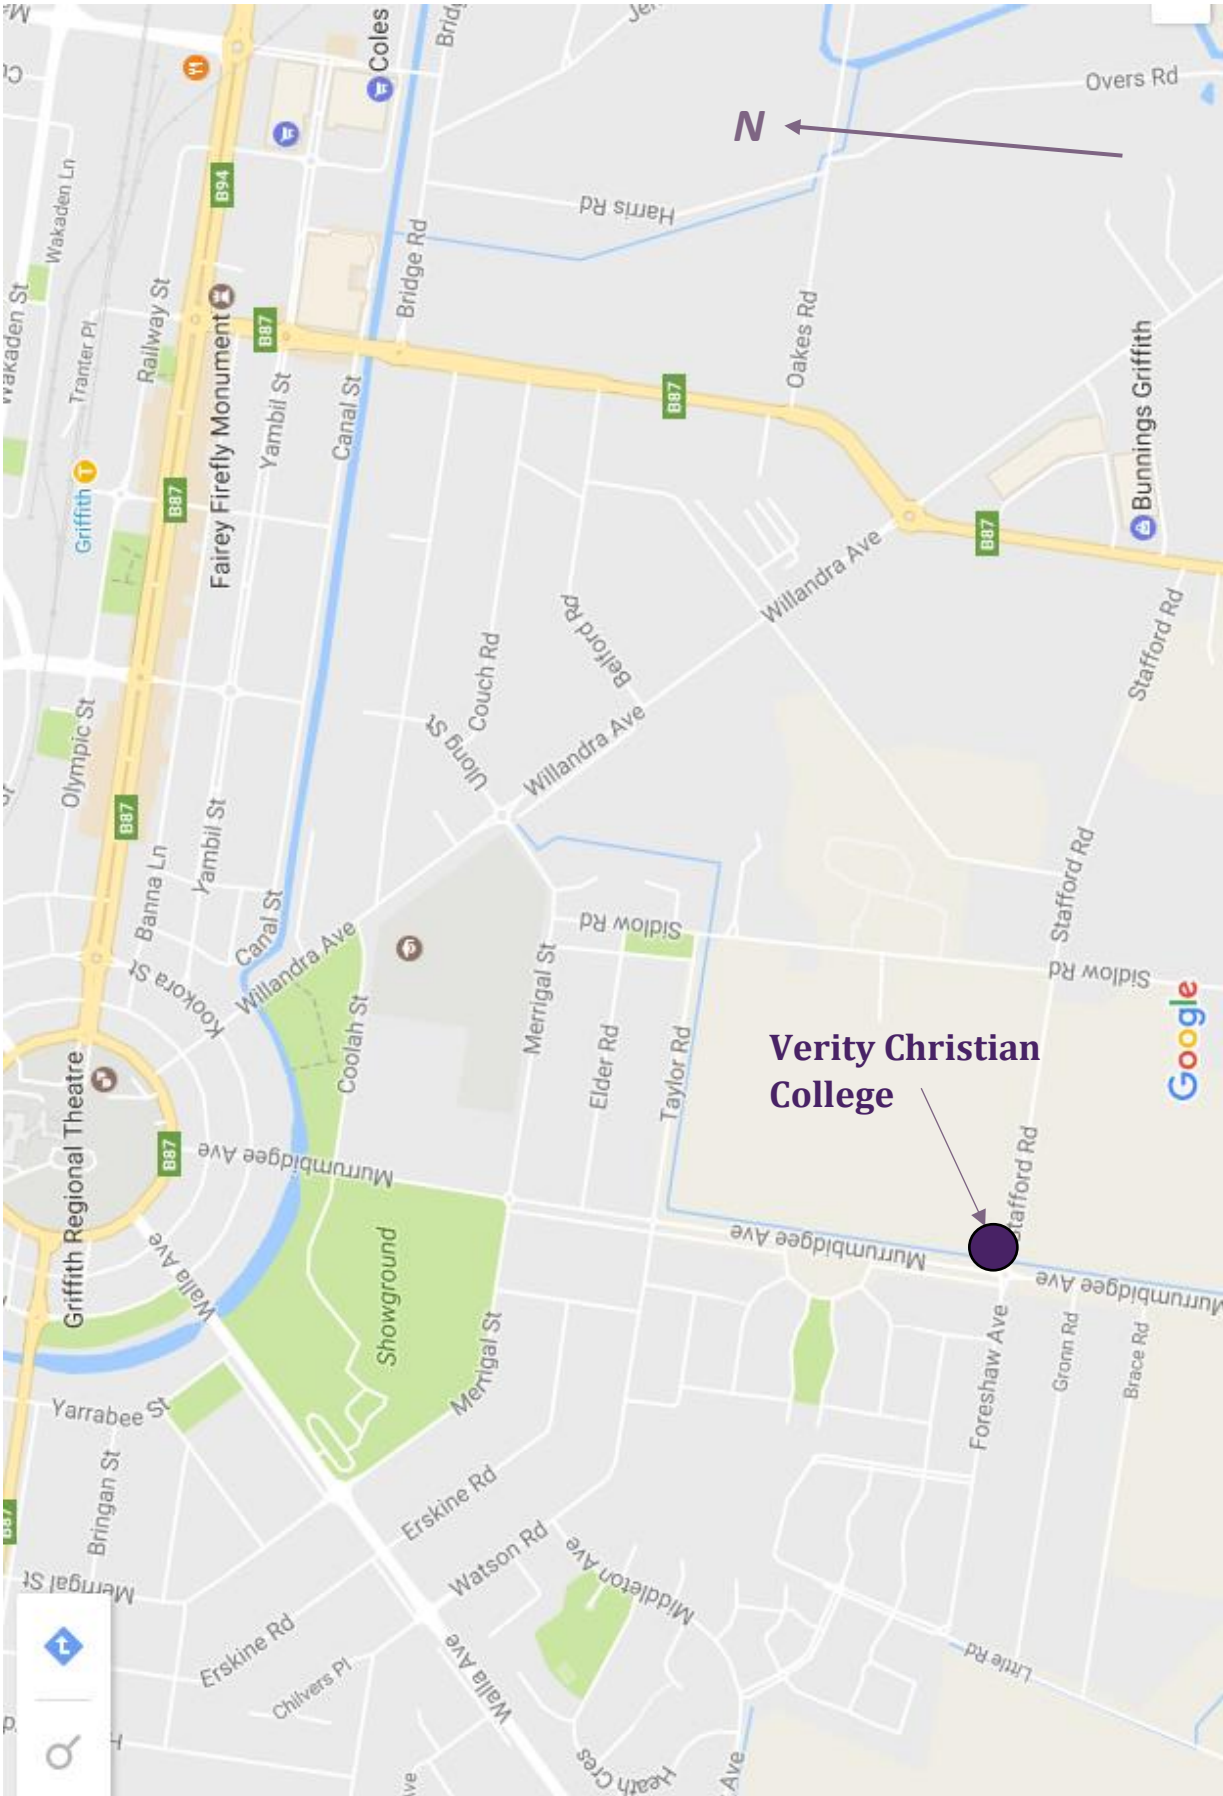 Coles
Bridge Rd
Overs Rd
N
Wakaden Ln
B94
Harris Rd
Wakaden St
Tranter Pl
Railway St
Fairey Firefly Monument
B87
Bridge Rd
Oakes Rd
Yambil St
Canal St
B87
Bunnings Griffith
Griffith
B87
B87
Willandra Ave
Belford Rd
Couch Rd
Stafford Rd
Olympic St
Ulong St
Willandra Ave
B87
Yambil St
Banna Ln
Canal St
Kookora St
Willandra Ave
Sidlow Rd
Stafford Rd
Sidlow Rd
Merrigal St
Coolah St
Elder Rd
Taylor Rd
Google
Verity Christian
College
Griffith Regional Theatre
B87
Murrumbidgee Ave
Stafford Rd
Murrumbidgee Ave
Murrumbidgee Ave
Walla Ave
Showground
Merrigal St
Foreshaw Ave
Gronn Rd
Brace Rd
Yarrabee St
Bringan St
B87
Erskine Rd
Watson Rd
Middleton Ave
Merrigal St
Erskine Rd
Chilvers Pl
Walla Ave
Little Rd
Heath Cres
Ave